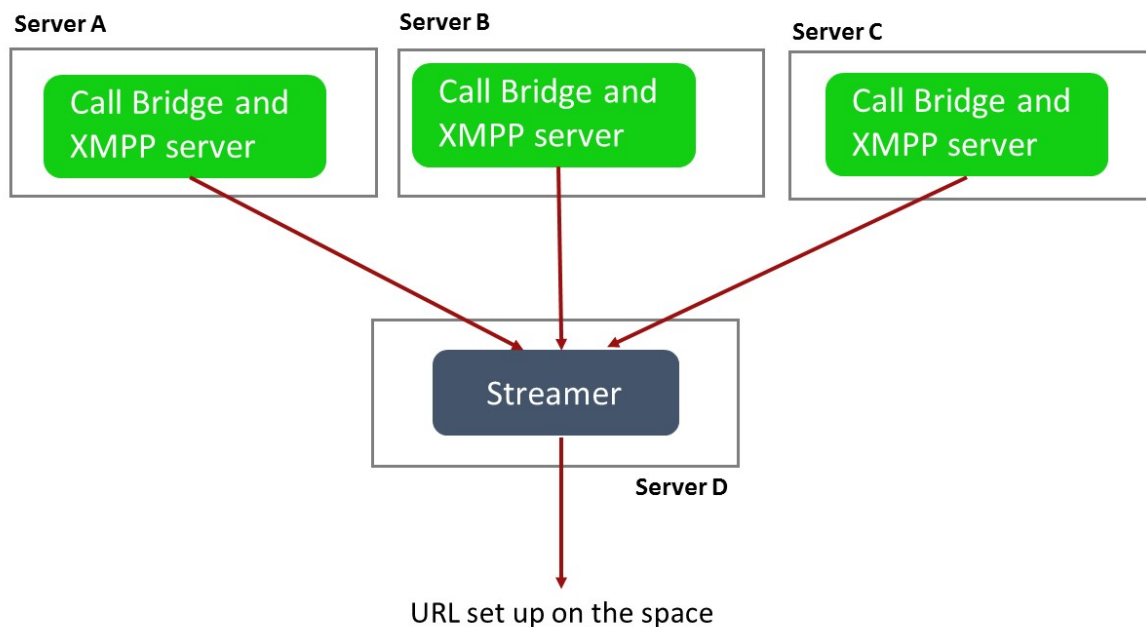 Server A
Server B
Server C
Call Bridge and
XMPP server
Call Bridge and
XMPP server
Call Bridge and
XMPP server
Streamer
Server D
URL set up on the space